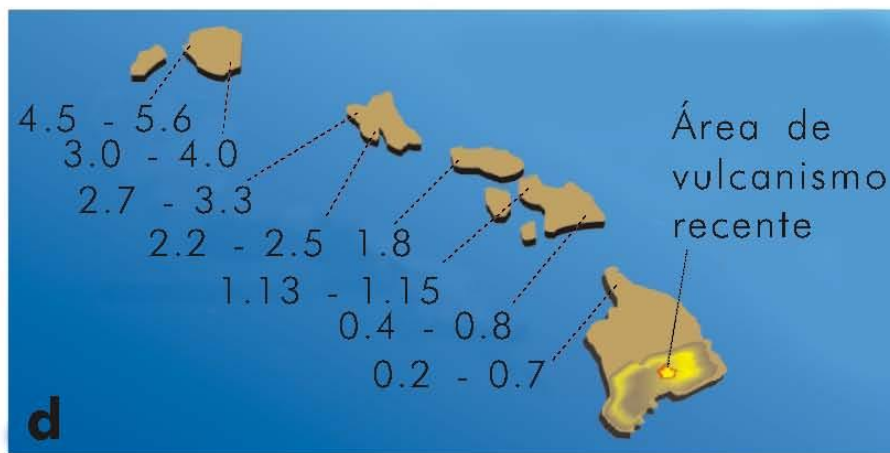 4.5 - 5.6
3.0 - 4.0
2.7 - 3.3
2.2 - 2.5 1.8
1.13 - 1.15
0.4 - 0.8
0.2 - 0.7
Área de
vulcanismo
recente
d